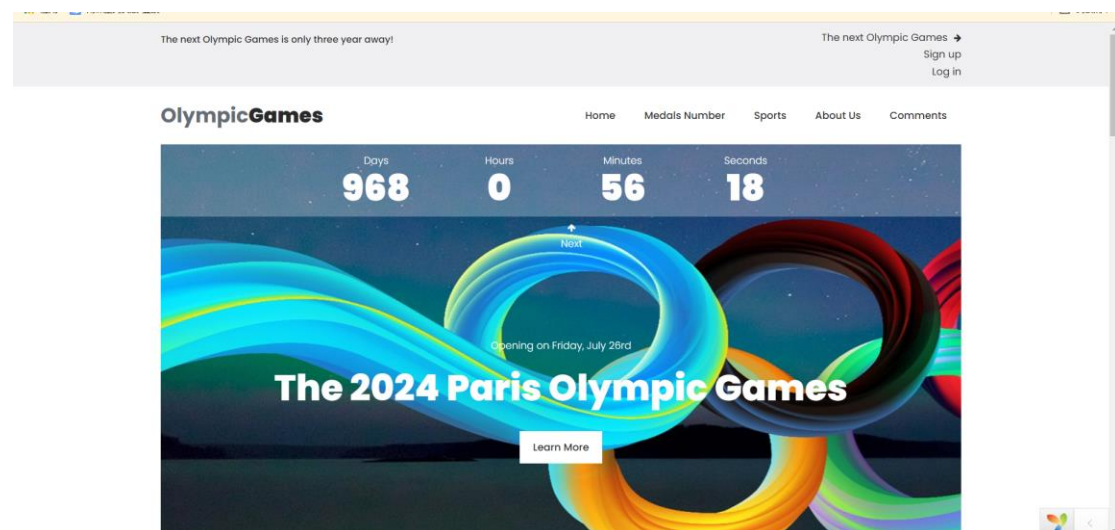 The next Olympic Games is only three year away!
The next Olympic Games →
Sign up
Log in
OlympicGames
Home Medals Number Sports About Us Comments
Days Hours Minutes Seconds
968 0 56 18
Next
Opening on Friday, July 26rd
The 2024 Paris Olympic Games
Learn More